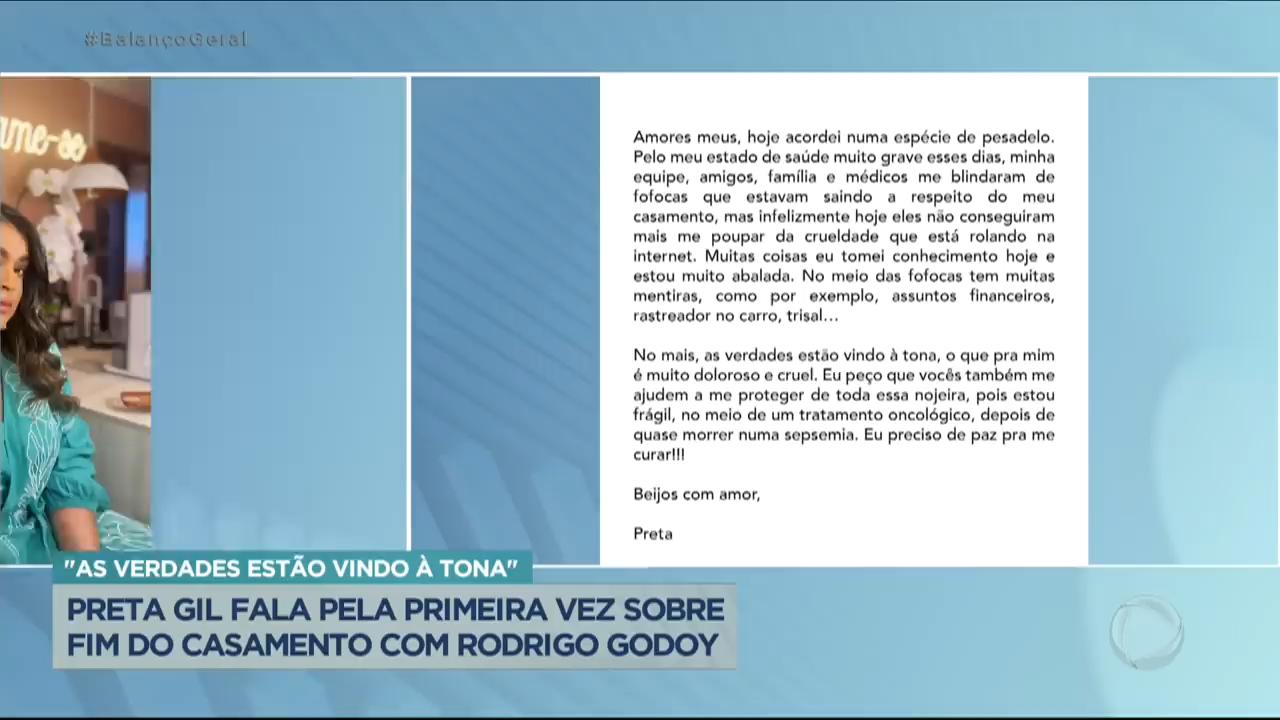 #BalançoGeral
ame-se
Amores meus, hoje acordei numa espécie de pesadelo.
Pelo meu estado de saúde muito grave esses dias, minha
equipe, amigos, família e médicos me blindaram de
fofocas que estavam saindo a respeito do meu
casamento, mas infelizmente hoje eles não conseguiram
mais me poupar da crueldade que está rolando na
internet. Muitas coisas eu tomei conhecimento hoje e
estou muito abalada. No meio das fofocas tem muitas
mentiras, como por exemplo, assuntos financeiros,
rastreador no carro, trisal...
No mais, as verdades estão vindo à tona, o que pra mim
é muito doloroso e cruel. Eu peço que vocês também me
ajudem a me proteger de toda essa nojeira, pois estou
frágil, no meio de um tratamento oncológico, depois de
quase morrer numa sepsemia. Eu preciso de paz pra me
curar!!!
Beijos com amor,
Preta
"AS VERDADES ESTÃO VINDO À TONA"
PRETA GIL FALA PELA PRIMEIRA VEZ SOBRE
FIM DO CASAMENTO COM RODRIGO GODOY